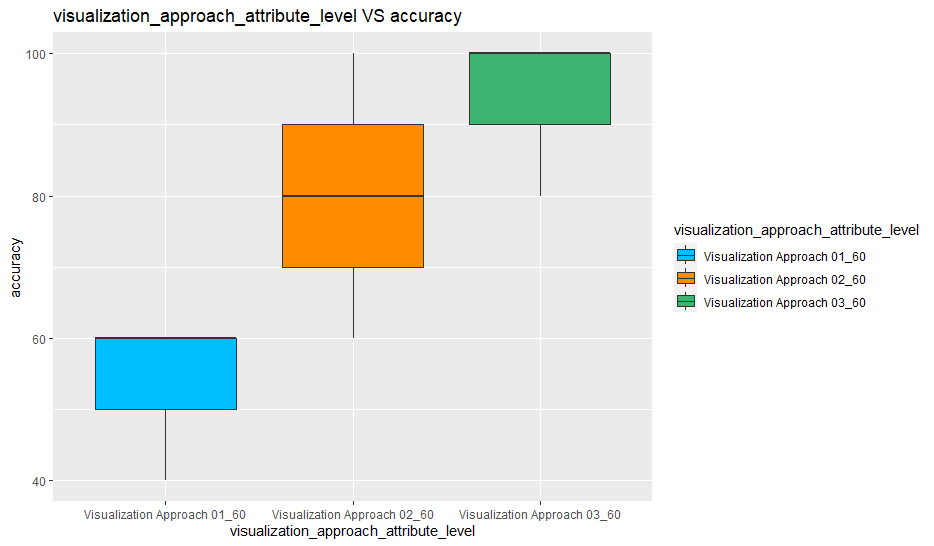 visualization_approach_attribute_level VS accuracy
accuracy
100
80
60
40
Visualization Approach 01_60
Visualization Approach 02_60
Visualization Approach 03_60
visualization_approach_attribute_level
visualization_approach_attribute_level
Visualization Approach 01_60
Visualization Approach 02_60
Visualization Approach 03_60